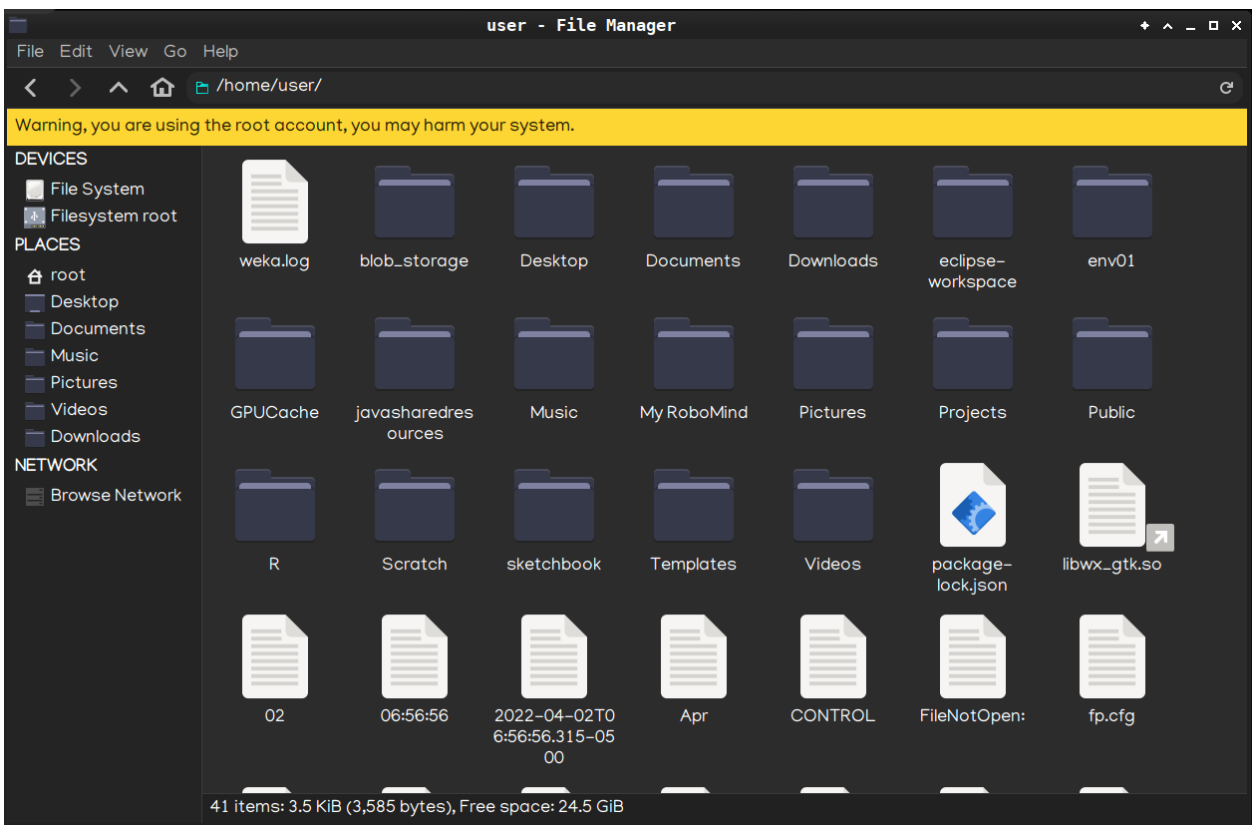 user - File Manager
File Edit View Go Help
/home/user/
Warning, you are using the root account, you may harm your system.
DEVICES
File System
Filesystem root
PLACES
root
Desktop
Documents
Music
Pictures
Videos
Downloads
NETWORK
Browse Network
weka.log
blob_storage
Desktop
Documents
Downloads
eclipse-
workspace
env01
GPUCache
javasharedres
ources
Music
My RoboMind
Pictures
Projects
Public
R
Scratch
sketchbook
Templates
Videos
package-
lock.json
libwx_gtk.so
02
06:56:56
2022-04-02T0
6:56:56.315-05
00
Apr
CONTROL
FileNotOpen:
fp.cfg
41 items: 3.5 KiB (3,585 bytes), Free space: 24.5 GiB